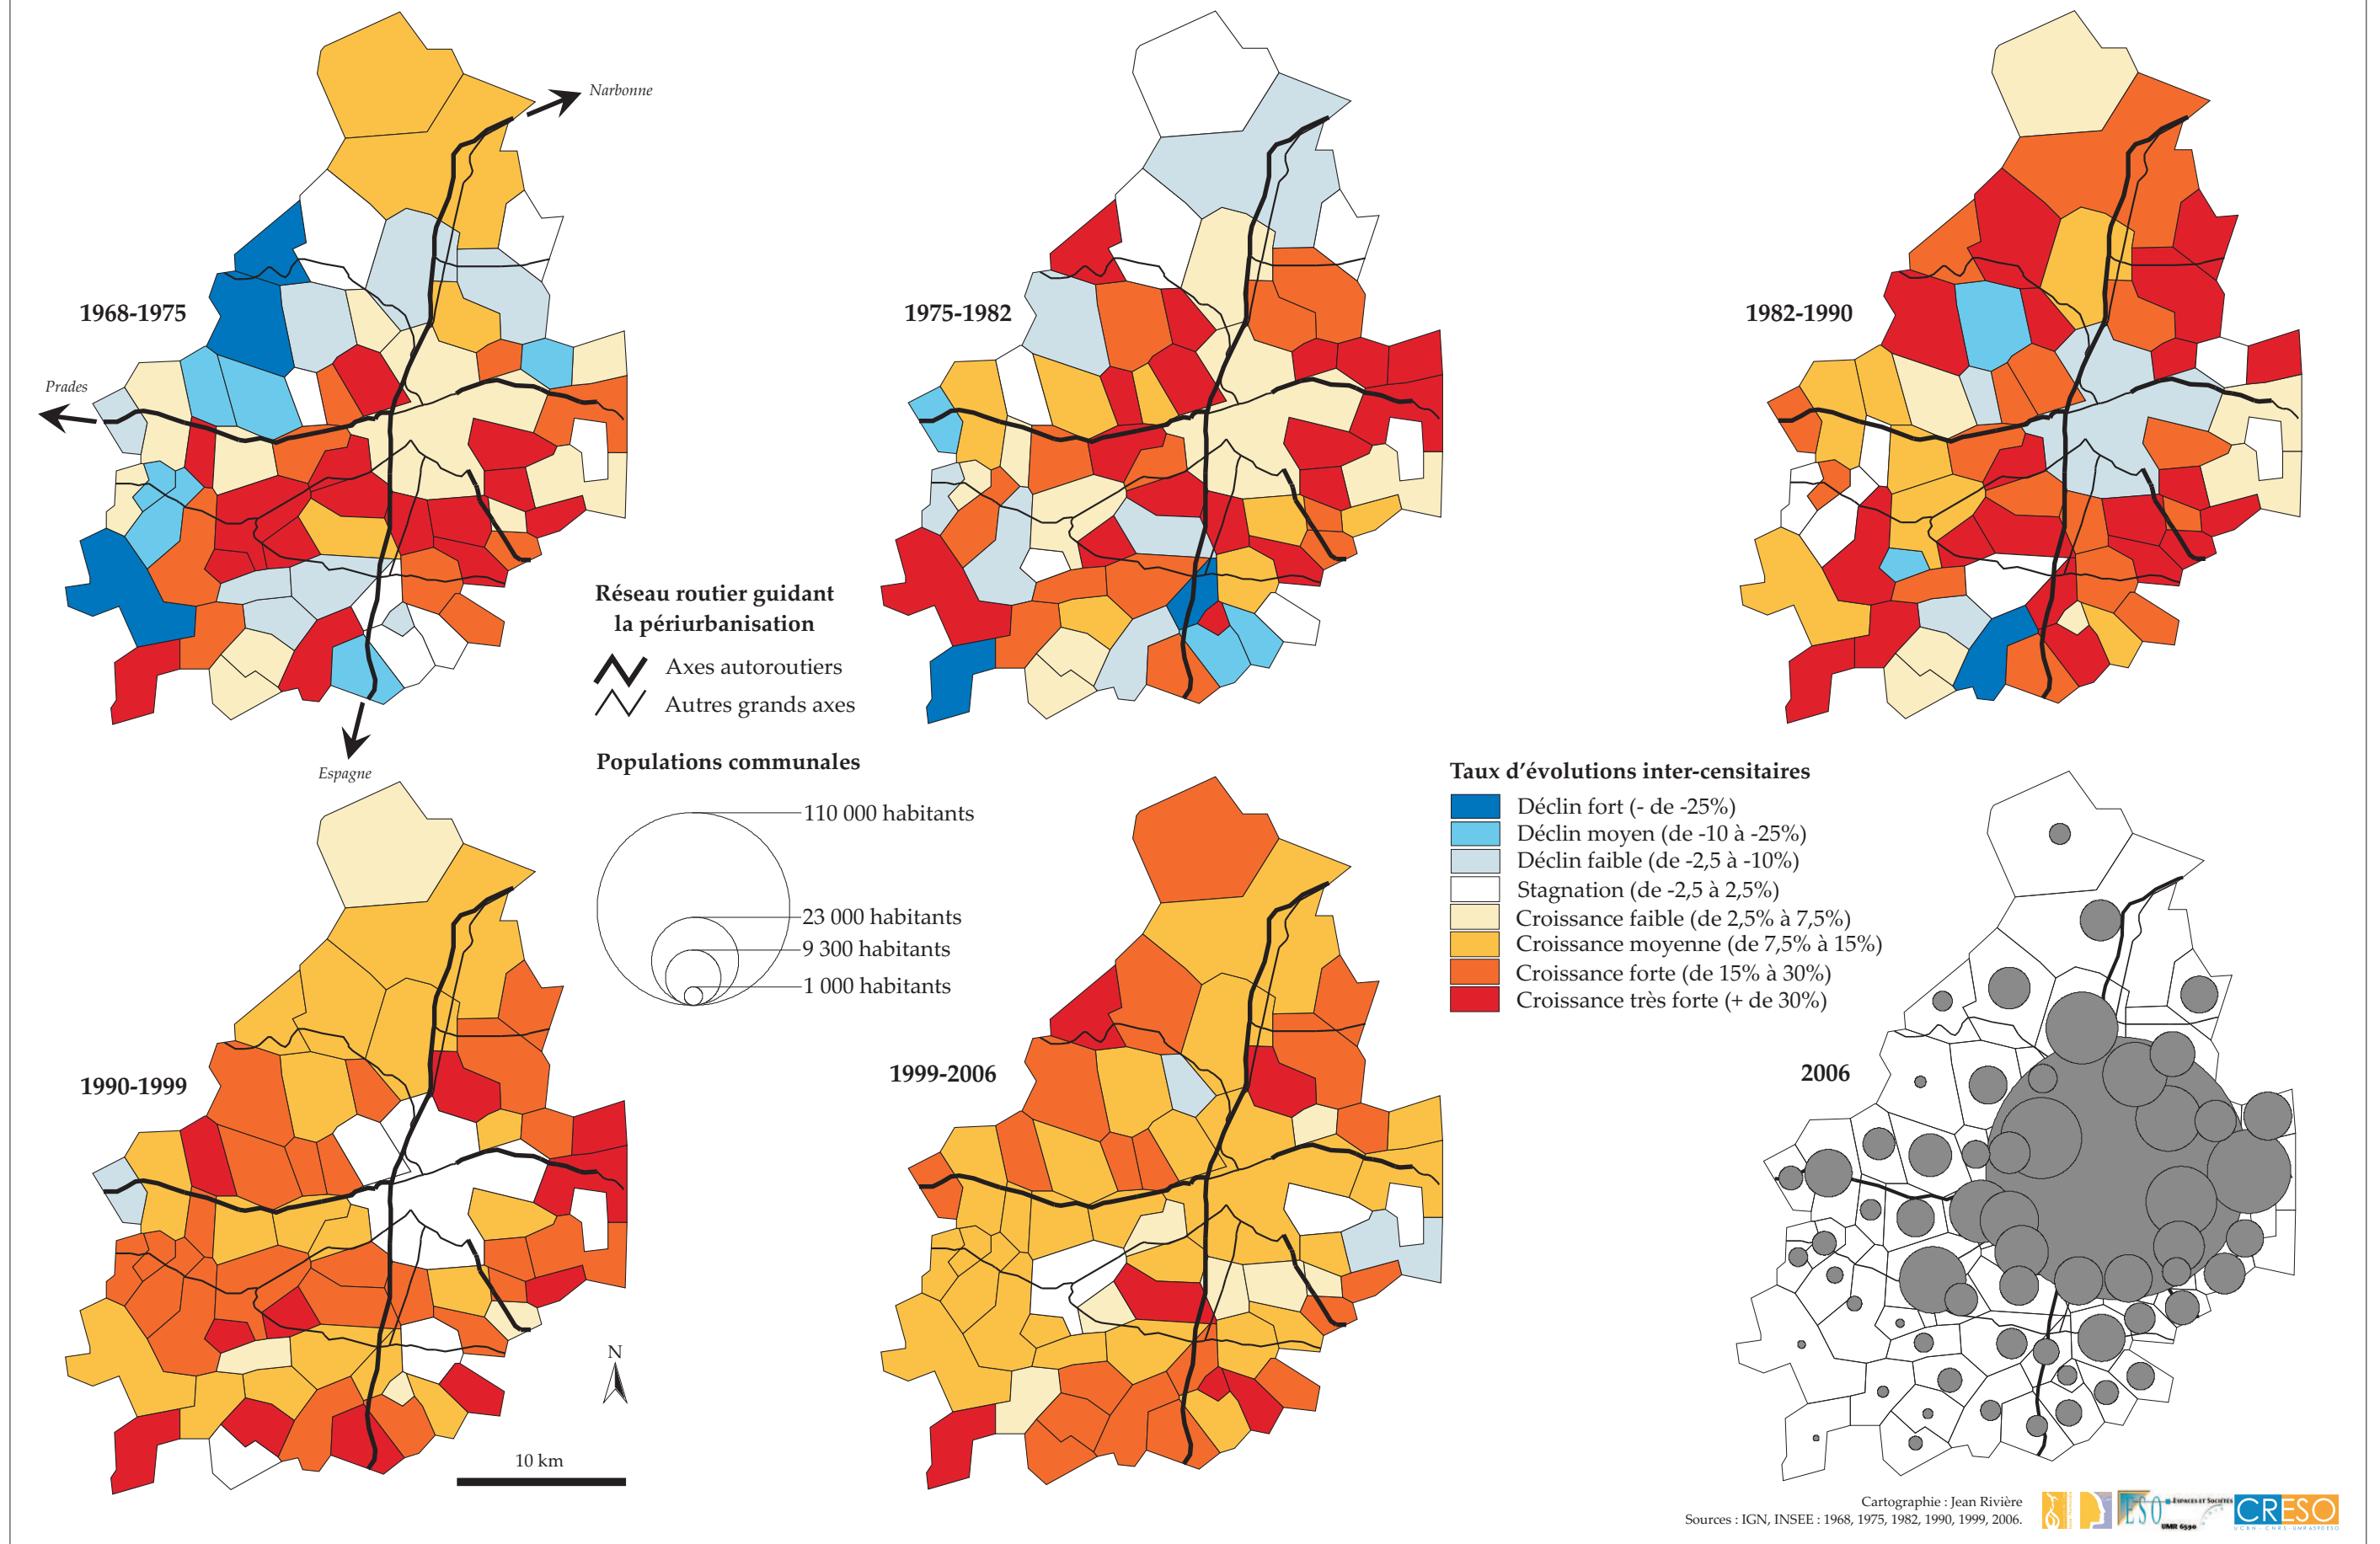 Narbonne
1968-1975
1975-1982
1982-1990
Prades
Espagne
Réseau routier guidant
la périurbanisation
Axes autoroutiers
Autres grands axes
Populations communales
110 000 habitants
23 000 habitants
9 300 habitants
1 000 habitants
Taux d'évolutions inter-censitaires
Déclin fort (- de -25%)
Déclin moyen (de -10 à -25%)
Déclin faible (de -2,5 à -10%)
Stagnation (de -2,5 à 2,5%)
Croissance faible (de 2,5% à 7,5%)
Croissance moyenne (de 7,5% à 15%)
Croissance forte (de 15% à 30%)
Croissance très forte (+ de 30%)
1990-1999
1999-2006
2006
N
10 km
Cartographie : Jean Rivière
Sources : IGN, INSEE : 1968, 1975, 1982, 1990, 1999, 2006.
ESO ESPACES ET SOCIÉTÉS
UMR 6590
CRESO